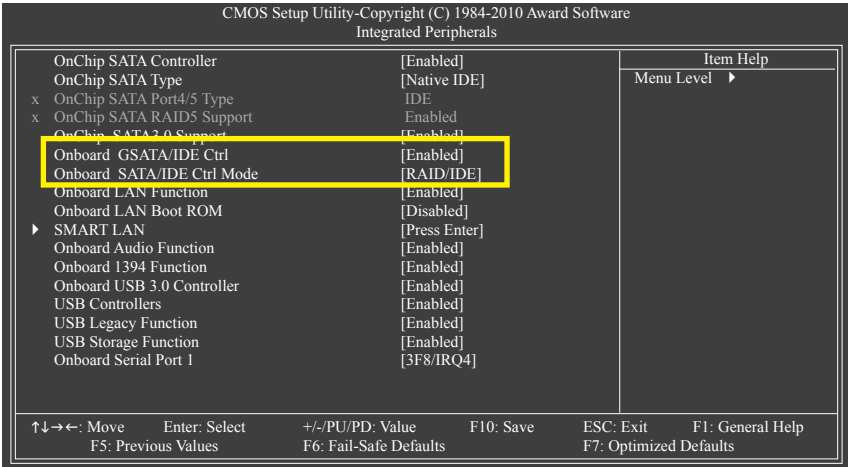 CMOS Setup Utility-Copyright (C) 1984-2010 Award Software
Integrated Peripherals
OnChip SATA Controller [Enabled] Item Help
OnChip SATA Type [Native IDE] Menu Level
x OnChip SATA Port4/5 Type IDE
x OnChip SATA RAID5 Support Enabled
OnChip SATA3.0 Support [Enabled]
Onboard GSATA/IDE Ctrl [Enabled]
Onboard SATA/IDE Ctrl Mode [RAID/IDE]
Onboard LAN Function [Enabled]
Onboard LAN Boot ROM [Disabled]
SMART LAN [Press Enter]
Onboard Audio Function [Enabled]
Onboard 1394 Function [Enabled]
Onboard USB 3.0 Controller [Enabled]
USB Controllers [Enabled]
USB Legacy Function [Enabled]
USB Storage Function [Enabled]
Onboard Serial Port 1 [3F8/IRQ4]
↑↓→←: Move Enter: Select +/-/PU/PD: Value F10: Save ESC: Exit F1: General Help
F5: Previous Values F6: Fail-Safe Defaults F7: Optimized Defaults